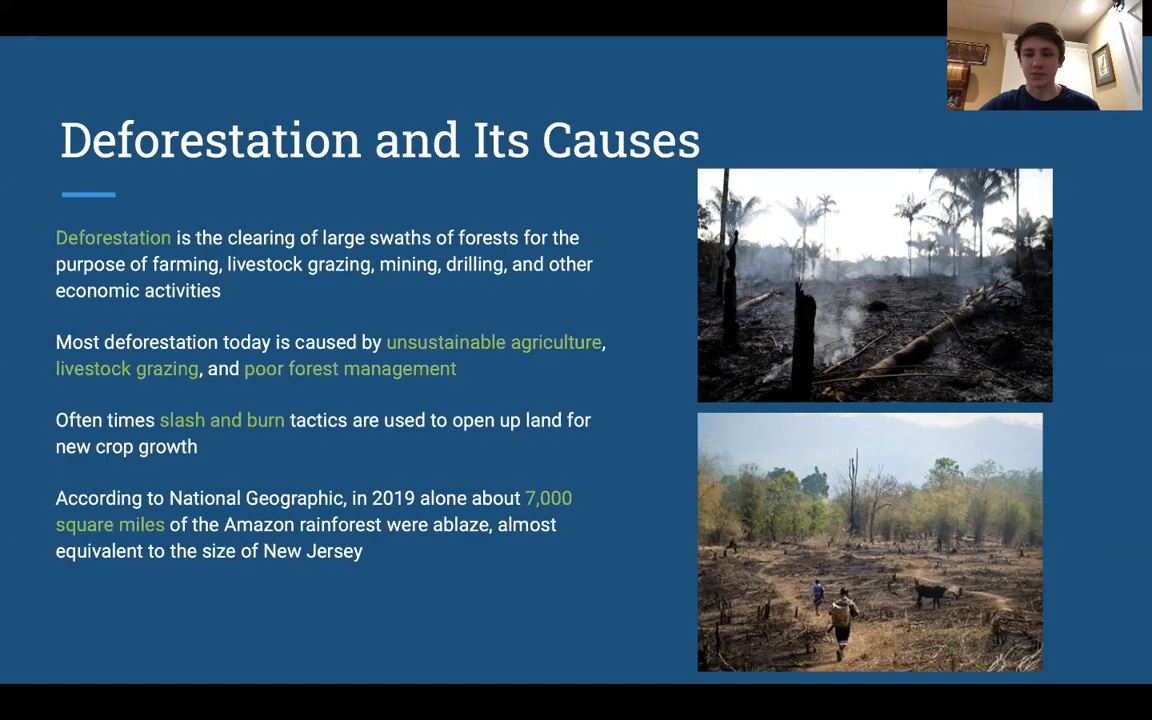 Deforestation and Its Causes
Deforestation is the clearing of large swaths of forests for the
purpose of farming, livestock grazing, mining, drilling, and other
economic activities
Most deforestation today is caused by unsustainable agriculture,
livestock grazing, and poor forest management
Often times slash and burn tactics are used to open up land for
new crop growth
According to National Geographic, in 2019 alone about 7,000
square miles of the Amazon rainforest were ablaze, almost
equivalent to the size of New Jersey